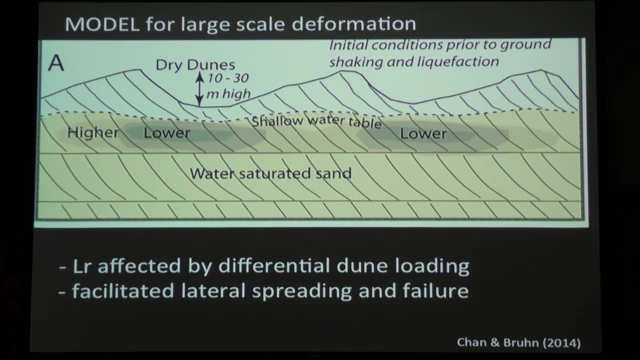 MODEL for large scale deformation
A
Dry Dunes
10 - 30
m high
Initial conditions prior to ground
shaking and liquefaction
Higher
Lower
Shallow water table
Lower
Water saturated sand
- Lr affected by differential dune loading
- facilitated lateral spreading and failure
Chan & Bruhn (2014)